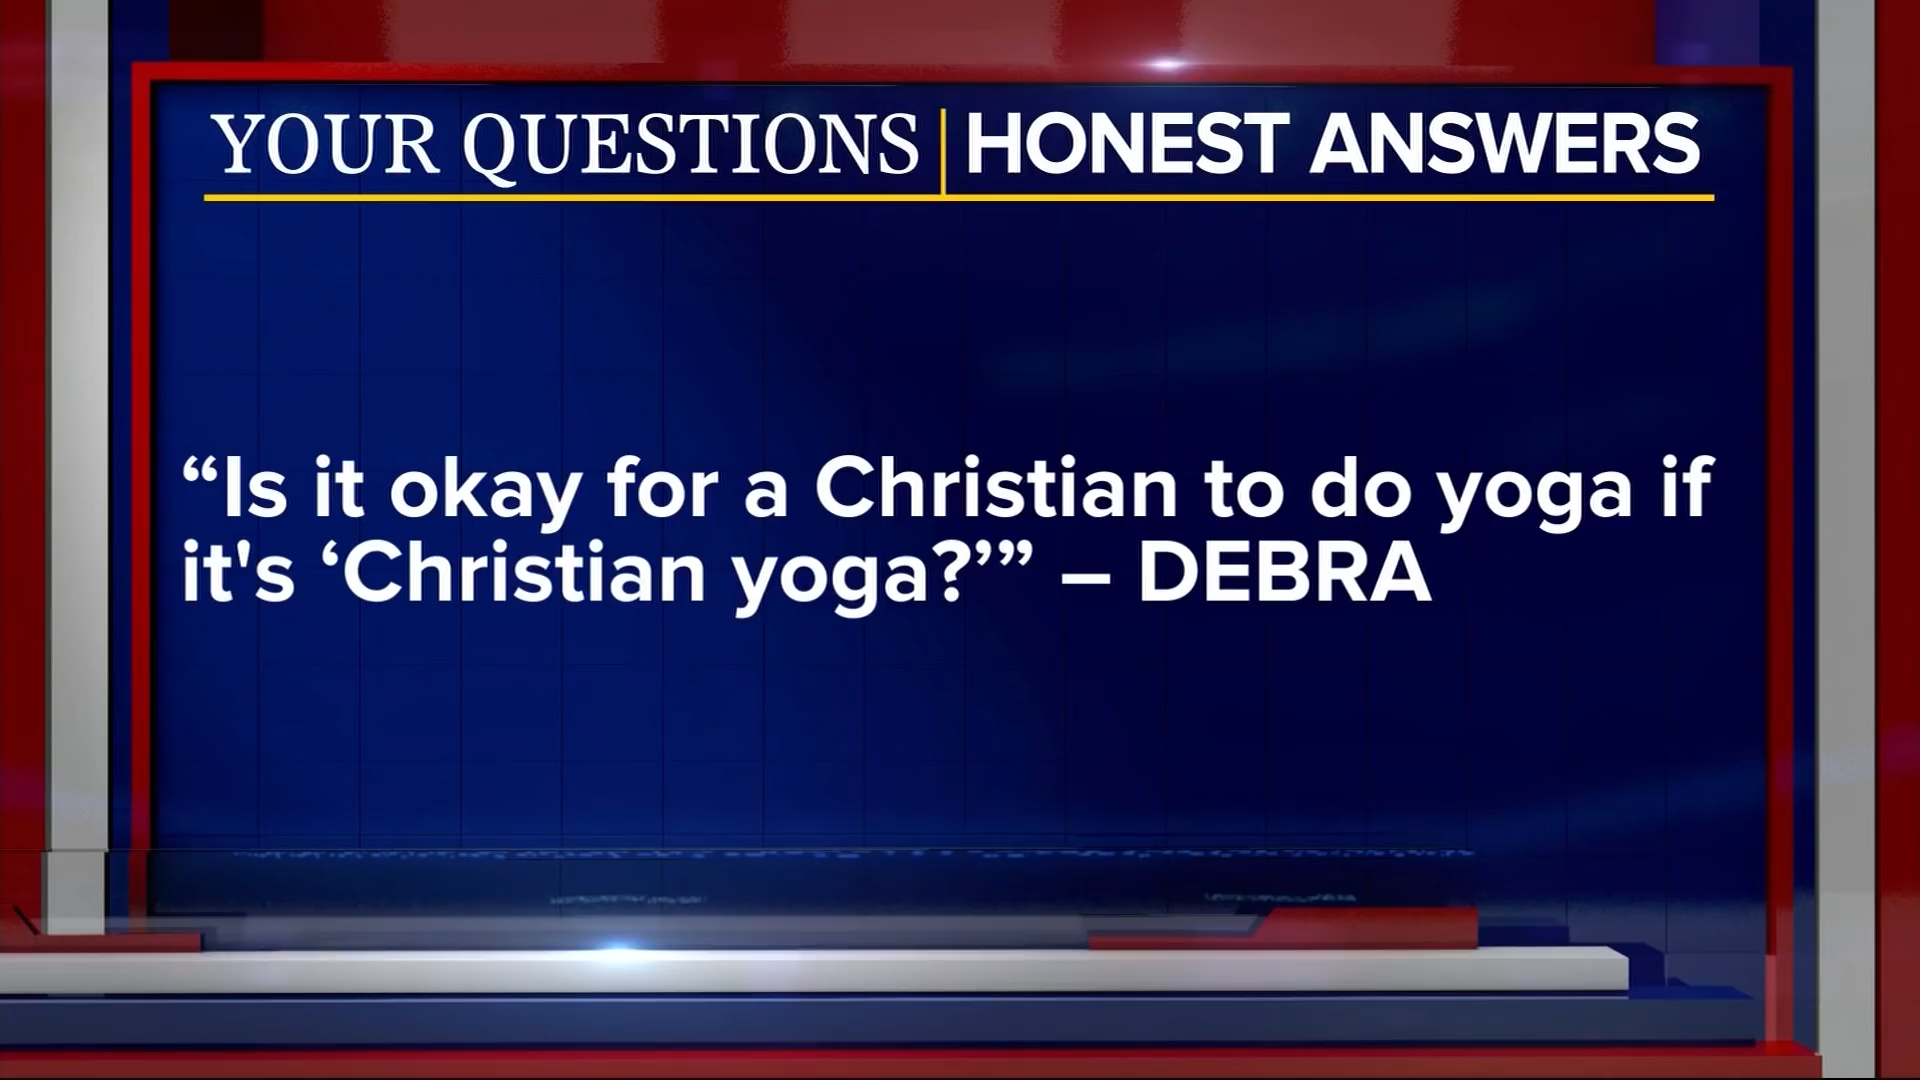 YOUR QUESTIONS | HONEST ANSWERS
“Is it okay for a Christian to do yoga if
it's ‘Christian yoga?’” – DEBRA